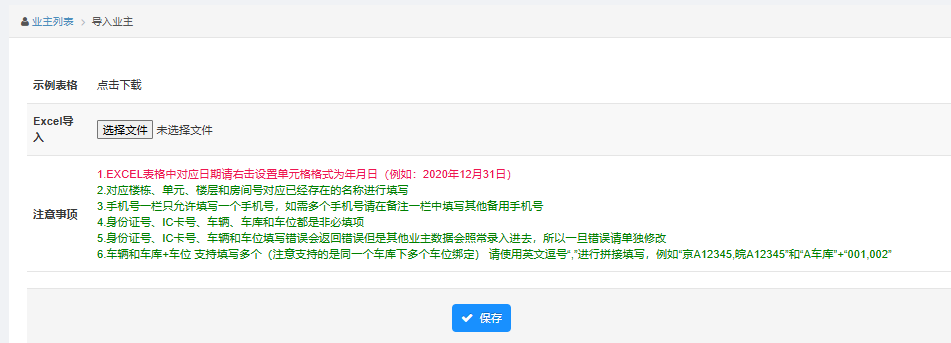 业主列表 > 导入业主
示例表格 点击下载
Excel导
入
选择文件 未选择文件
注意事项
1.EXCEL表格中对应日期请右击设置单元格格式为年月日（例如：2020年12月31日）
2.对应楼栋、单元、楼层和房间号对应已经存在的名称进行填写
3.手机号一栏只允许填写一个手机号，如需多个手机号请在备注一栏中填写其他备用手机号
4.身份证号、IC卡号、车辆、车库和车位都是非必填项
5.身份证号、IC卡号、车辆和车位填写错误会返回错误但是其他业主数据会照常录入进去，所以一旦错误请单独修改
6.车辆和车库+车位 支持填写多个（注意支持的是同一个车库下多个车位绑定） 请使用英文逗号“,”进行拼接填写，例如“京A12345,皖A12345”和“A车库”+“001,002”
保存